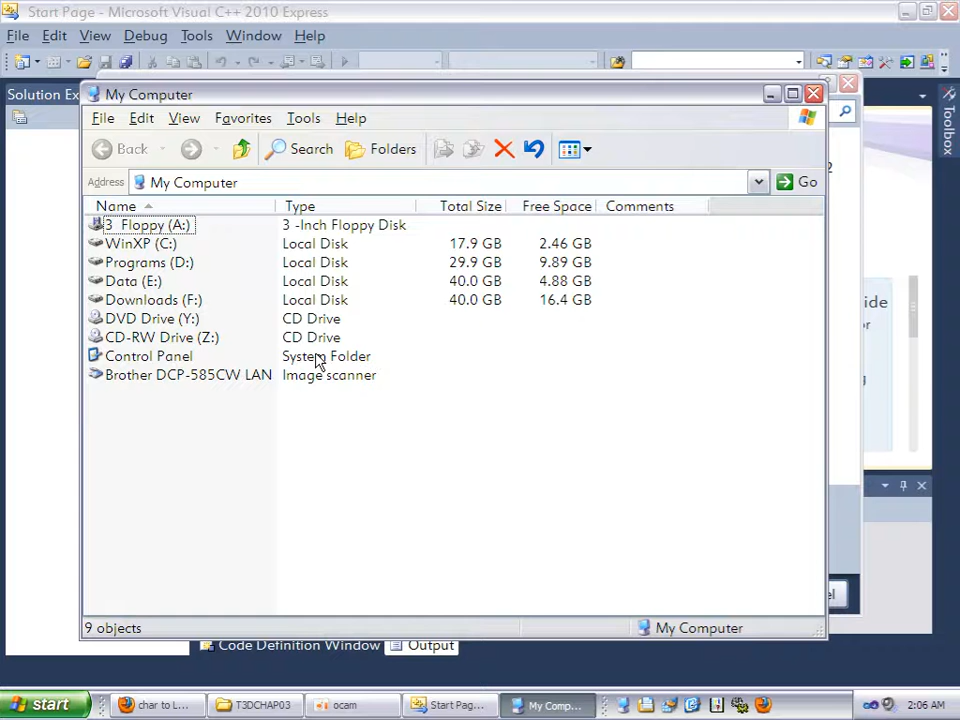 Start Page - Microsoft Visual C++ 2010 Express
File Edit View Debug Tools Window Help
Solution Ex
My Computer
File Edit View Favorites Tools Help
Back Search Folders
Address My Computer Go
Name Type Total Size Free Space Comments
3 Floppy (A:) 3 -Inch Floppy Disk
WinXP (C:) Local Disk 17.9 GB 2.46 GB
Programs (D:) Local Disk 29.9 GB 9.89 GB
Data (E:) Local Disk 40.0 GB 4.88 GB
Downloads (F:) Local Disk 40.0 GB 16.4 GB
DVD Drive (Y:) CD Drive
CD-RW Drive (Z:) CD Drive
Control Panel System Folder
Brother DCP-585CW LAN Image scanner
9 objects My Computer
Toolbox
2
ide
or
g
el
Code Definition Window Output
start char to L... T3DCHAP03 ocam Start Pag... My Comp... 2:06 AM